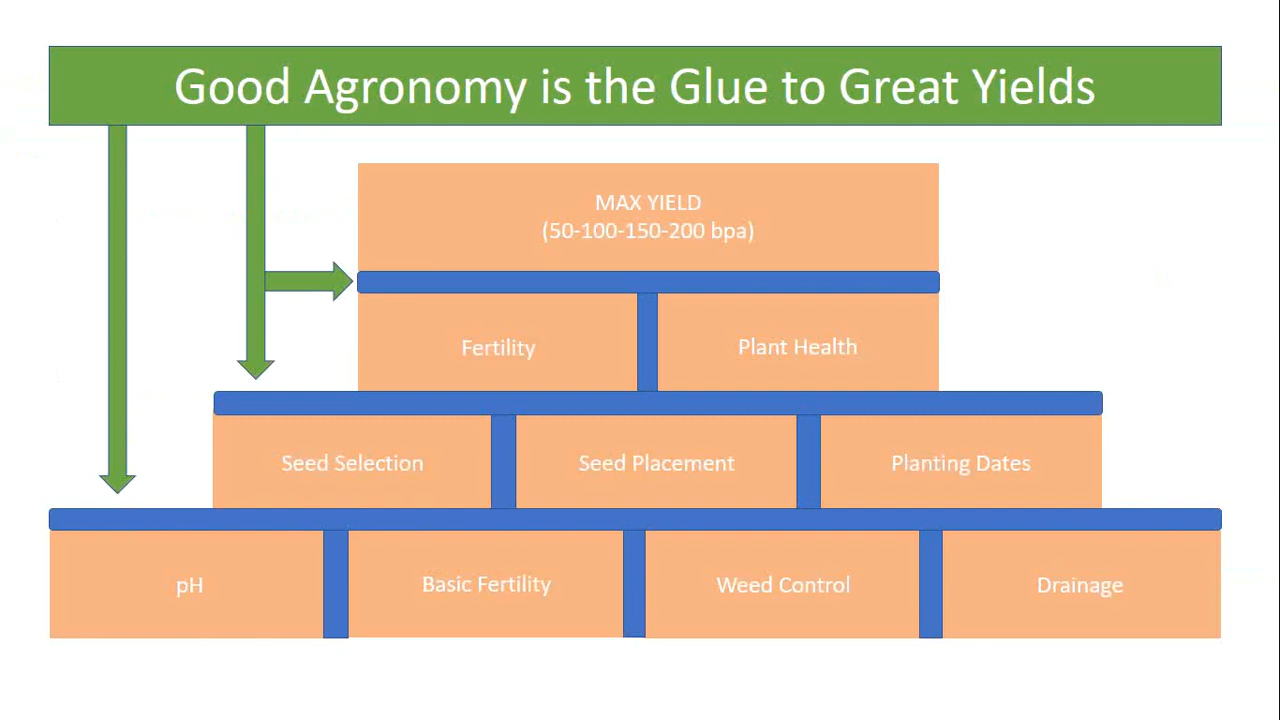 Good Agronomy is the Glue to Great Yields
MAX YIELD
(50-100-150-200 bpa)
Fertility
Plant Health
Seed Selection
Seed Placement
Planting Dates
pH
Basic Fertility
Weed Control
Drainage